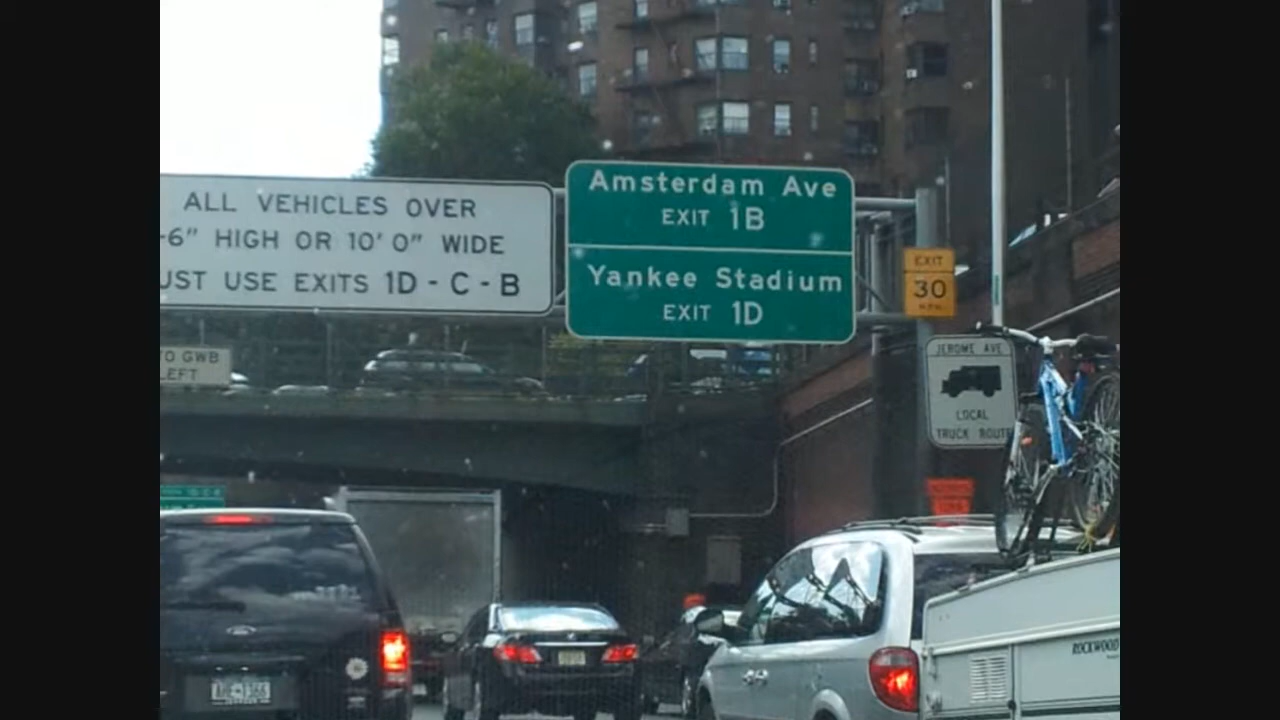 ALL VEHICLES OVER
-6" HIGH OR 10' 0" WIDE
UST USE EXITS 1D - C - B
Amsterdam Ave
EXIT 1B
Yankee Stadium
EXIT 1D
EXIT
30
TO GWB
LEFT
JEROME AVE
LOCAL
TRUCK ROUTE
ROCKWOOD